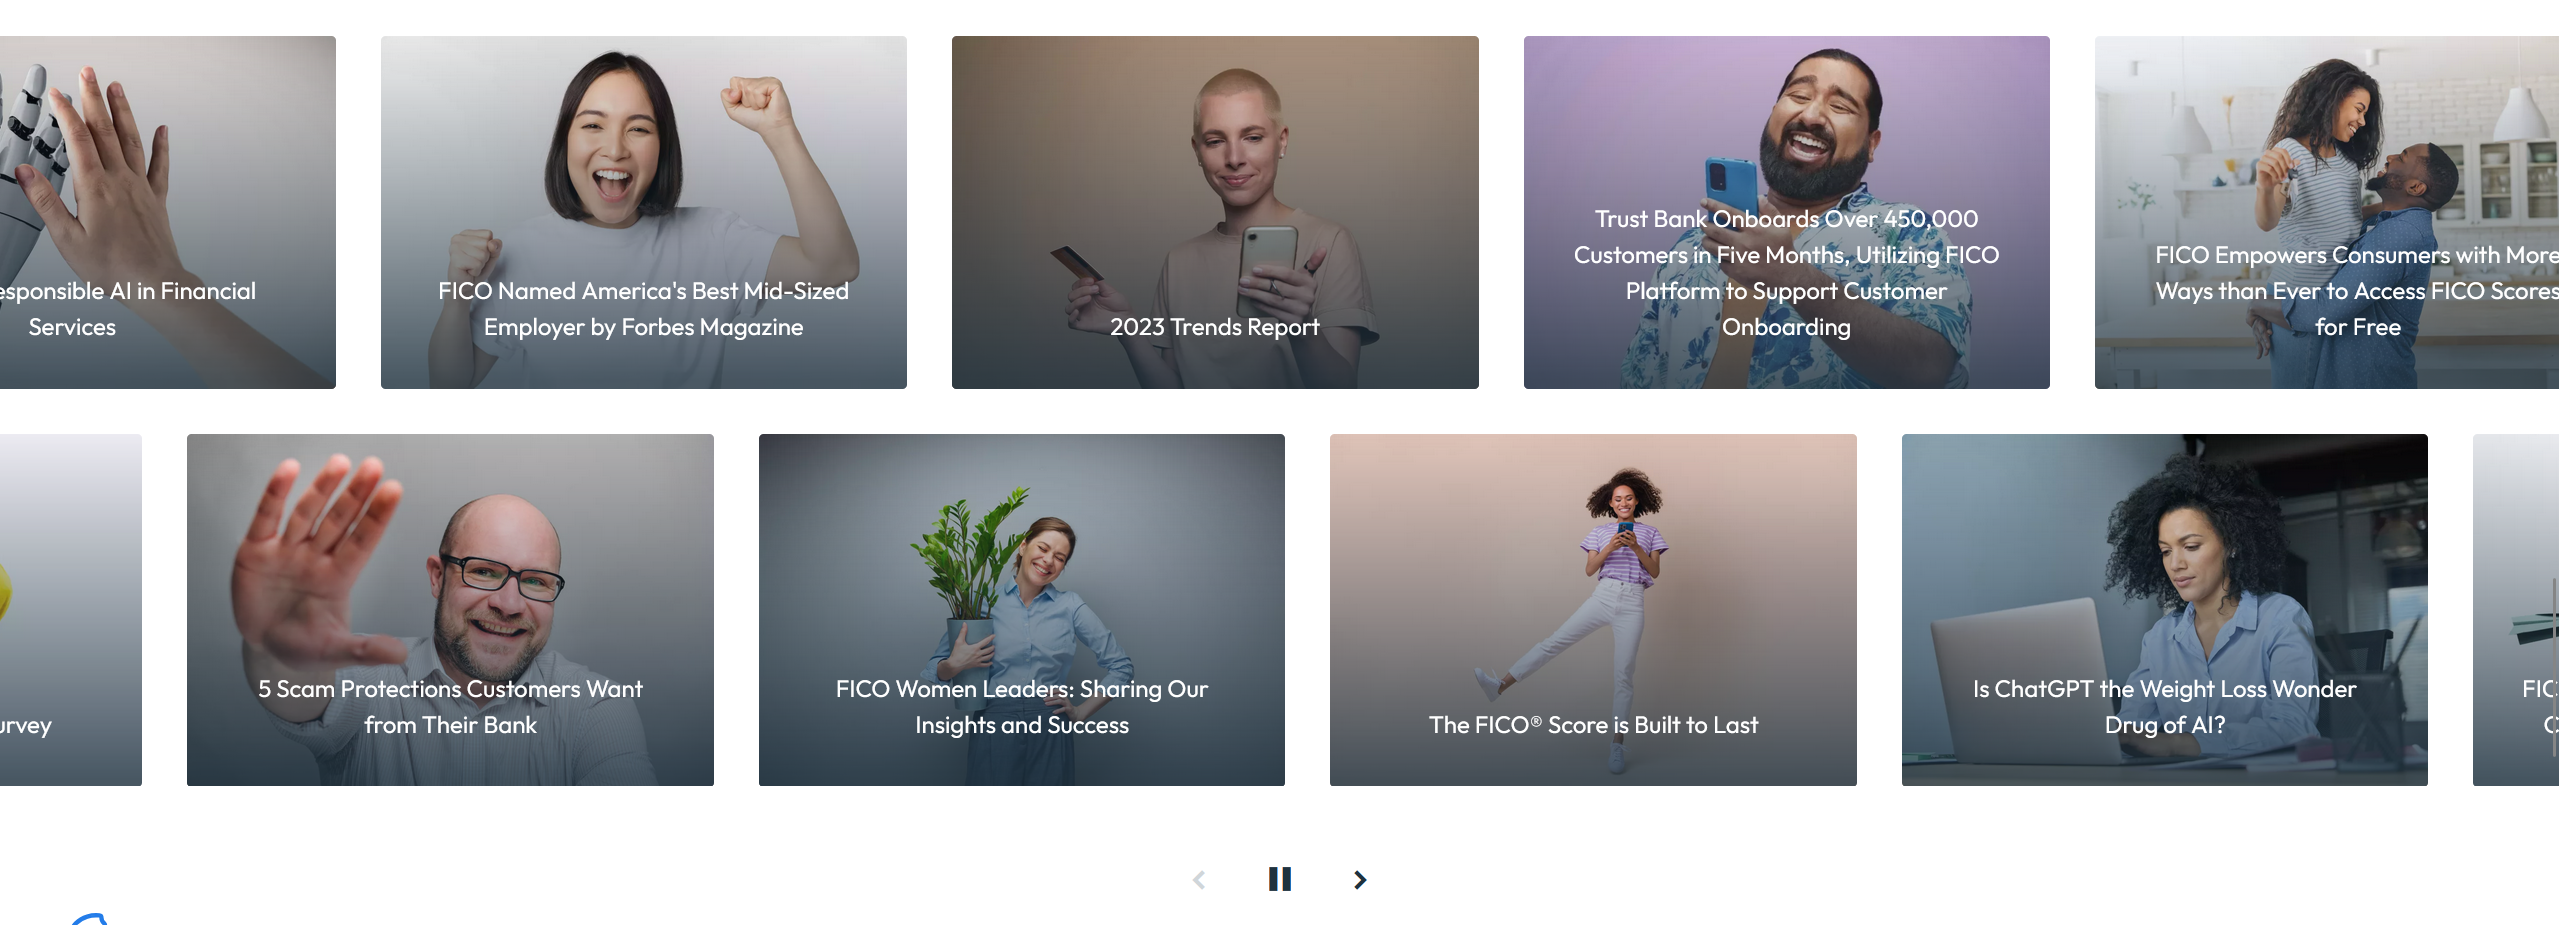 esponsible AI in Financial
Services
FICO Named America's Best Mid-Sized
Employer by Forbes Magazine
2023 Trends Report
Trust Bank Onboards Over 450,000
Customers in Five Months, Utilizing FICO
Platform to Support Customer
Onboarding
FICO Empowers Consumers with More
Ways than Ever to Access FICO Scores
for Free
urvey
5 Scam Protections Customers Want
from Their Bank
FICO Women Leaders: Sharing Our
Insights and Success
The FICO® Score is Built to Last
Is ChatGPT the Weight Loss Wonder
Drug of AI?